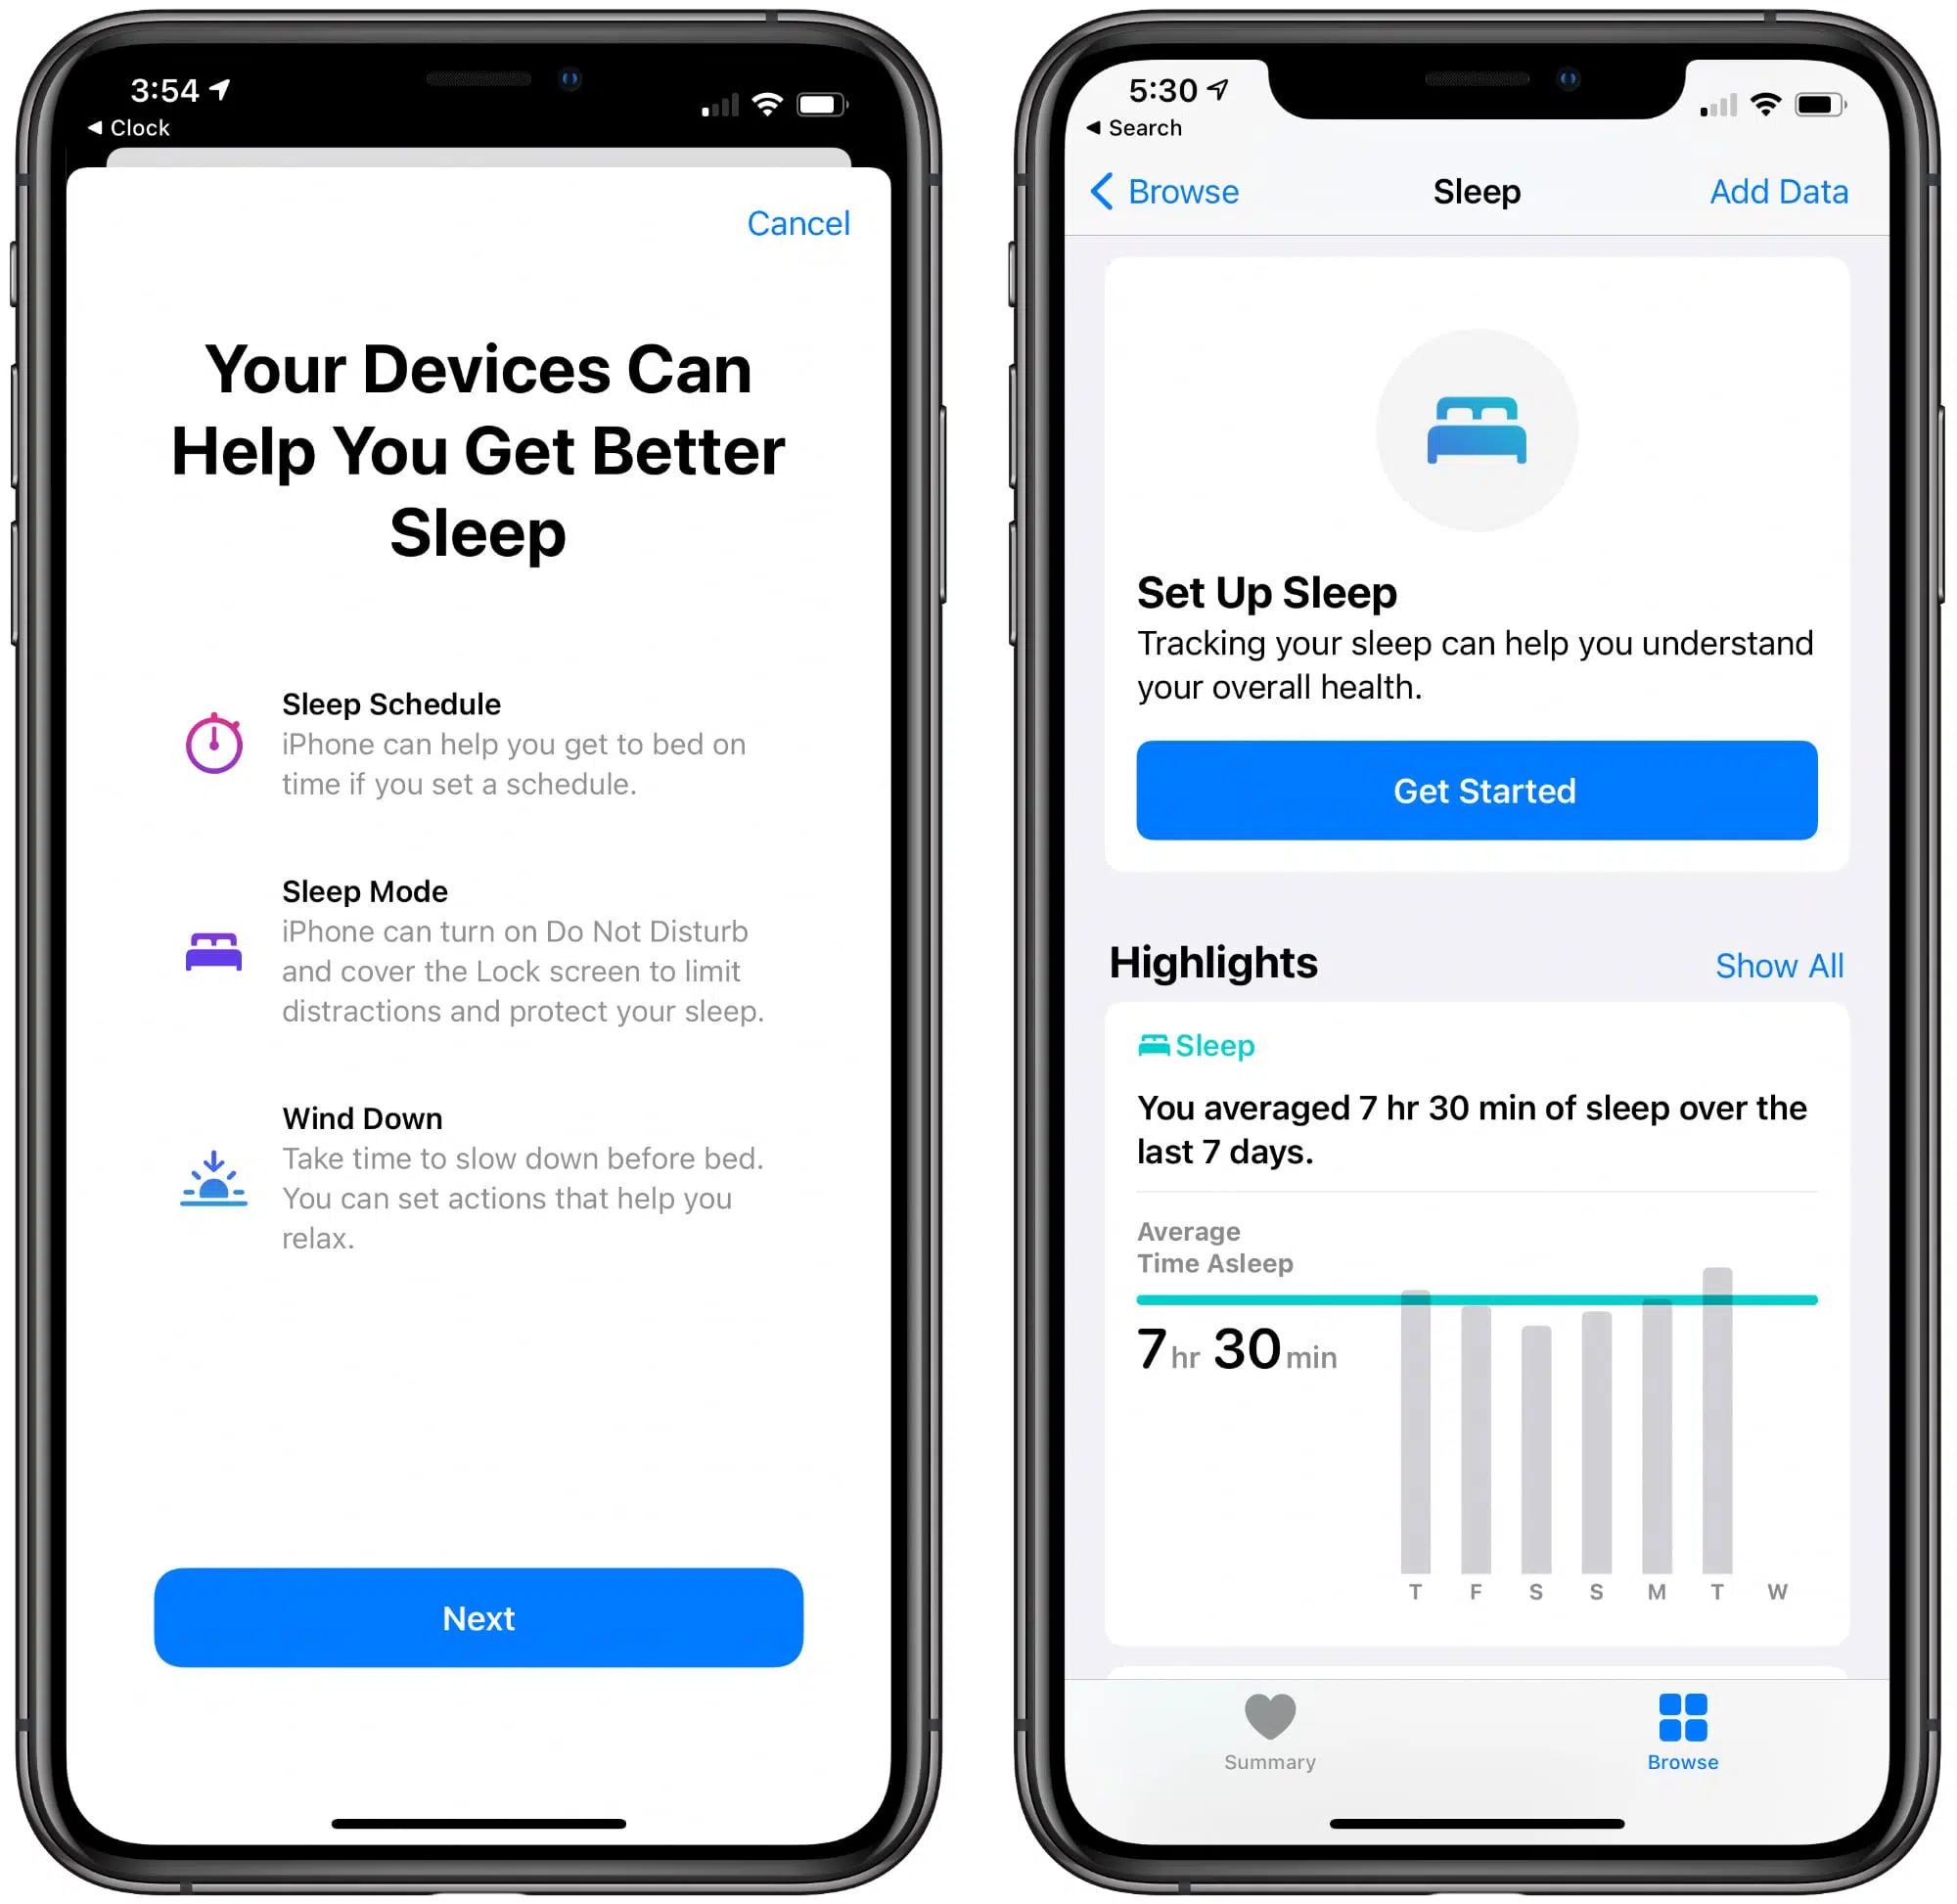 3:54
Clock
Cancel
Your Devices Can
Help You Get Better
Sleep
Sleep Schedule
iPhone can help you get to bed on
time if you set a schedule.
Sleep Mode
iPhone can turn on Do Not Disturb
and cover the Lock screen to limit
distractions and protect your sleep.
Wind Down
Take time to slow down before bed.
You can set actions that help you
relax.
Next
5:30
Search
Browse
Sleep
Add Data
Set Up Sleep
Tracking your sleep can help you understand
your overall health.
Get Started
Highlights
Show All
Sleep
You averaged 7 hr 30 min of sleep over the
last 7 days.
Average
Time Asleep
7 hr 30 min
T F S S M T W
Summary
Browse